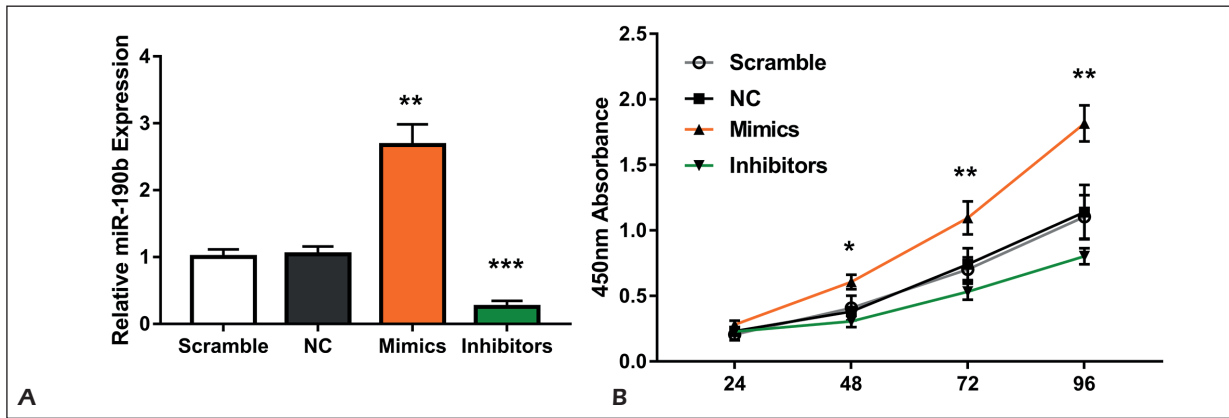 Relative miR-190b Expression
4
3
2
1
0
**
***
Scramble
NC
Mimics
Inhibitors
A
450nm Absorbance
2.5
2.0
1.5
1.0
0.5
0.0
Scramble
NC
Mimics
Inhibitors
*
**
**
24
48
72
96
B